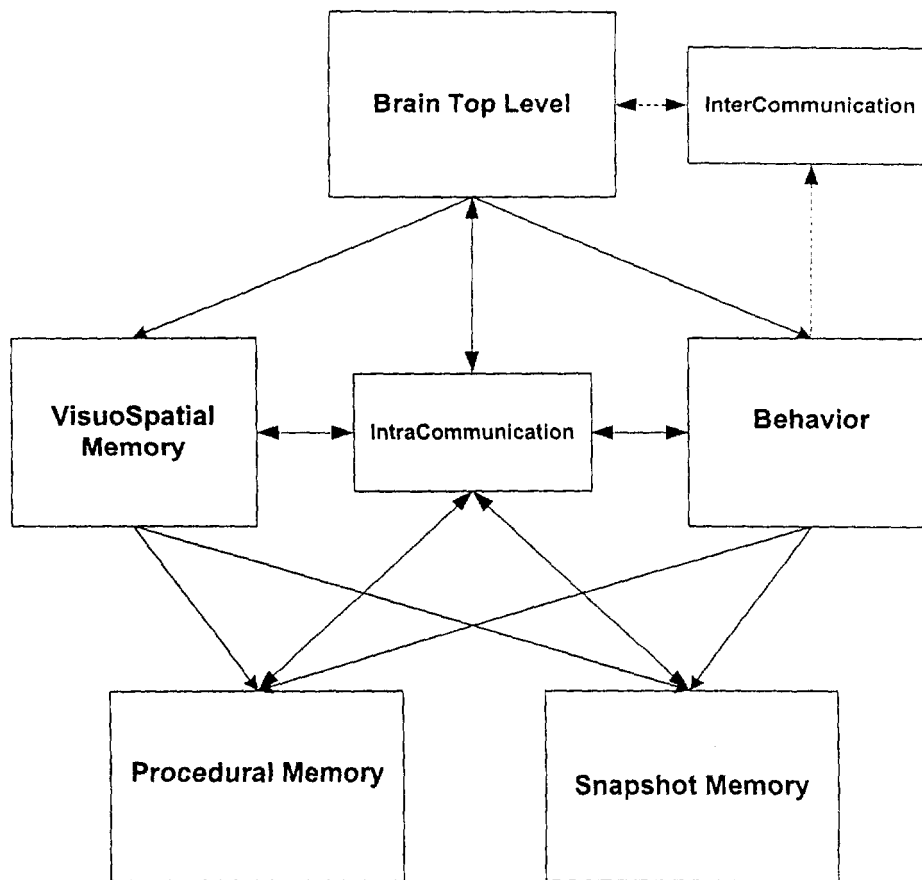 Brain Top Level
InterCommunication
VisuoSpatial
Memory
IntraCommunication
Behavior
Procedural Memory
Snapshot Memory